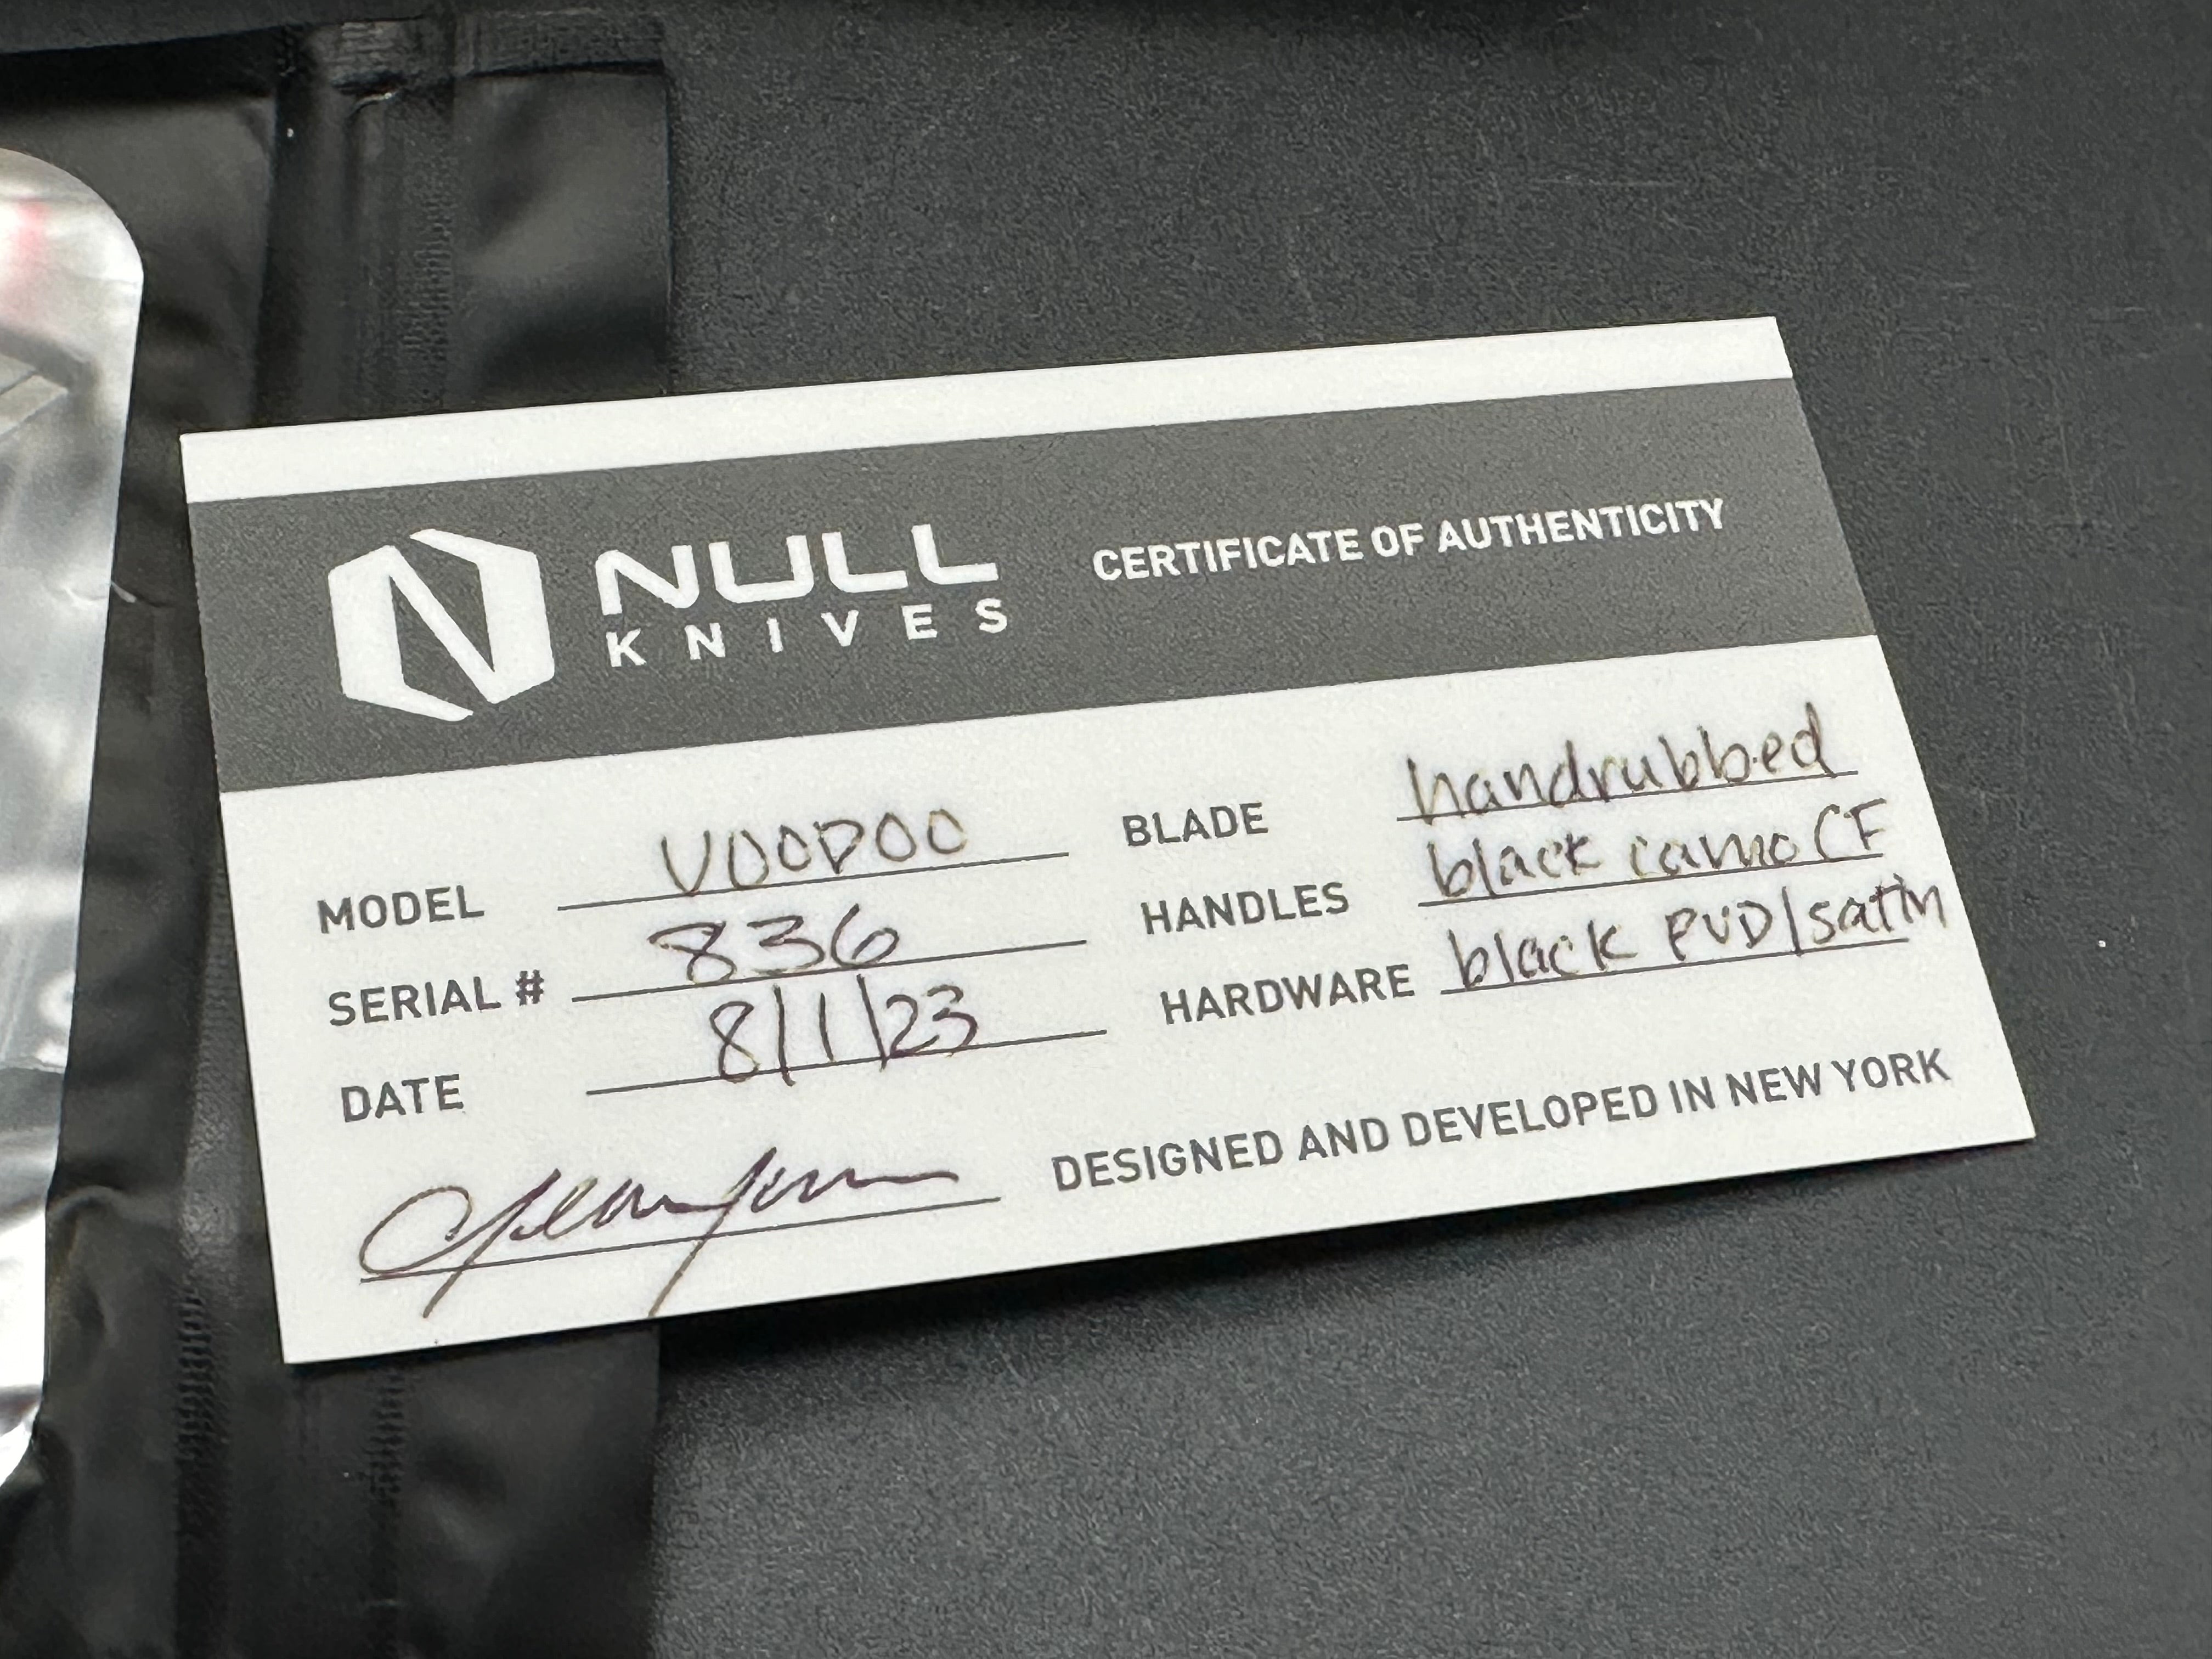 NULL
KNIVES
CERTIFICATE OF AUTHENTICITY
MODEL VOODOO
SERIAL # 836
DATE 8/1/23
BLADE handrubbed
HANDLES black camo CF
HARDWARE black PVD/satin
DESIGNED AND DEVELOPED IN NEW YORK